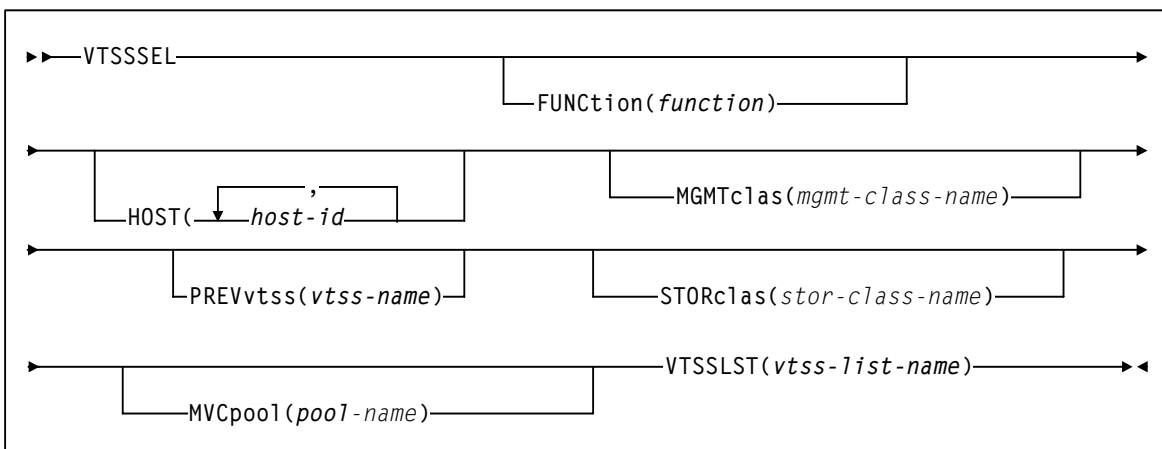 VTSSSEL
FUNCtion(function)
,
HOST( host-id
MGMTclas(mgmt-class-name)
PREVvtss(vtss-name)
STORclas(stor-class-name)
VTSSLST(vtss-list-name)
MVCpool(pool-name)